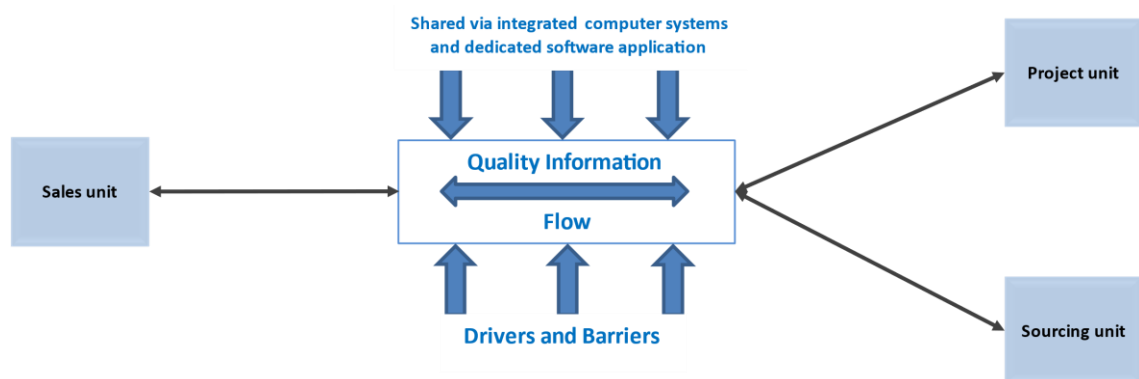 Shared via integrated computer systems
and dedicated software application
Project unit
Quality Information
Sales unit
Flow
Sourcing unit
Drivers and Barriers